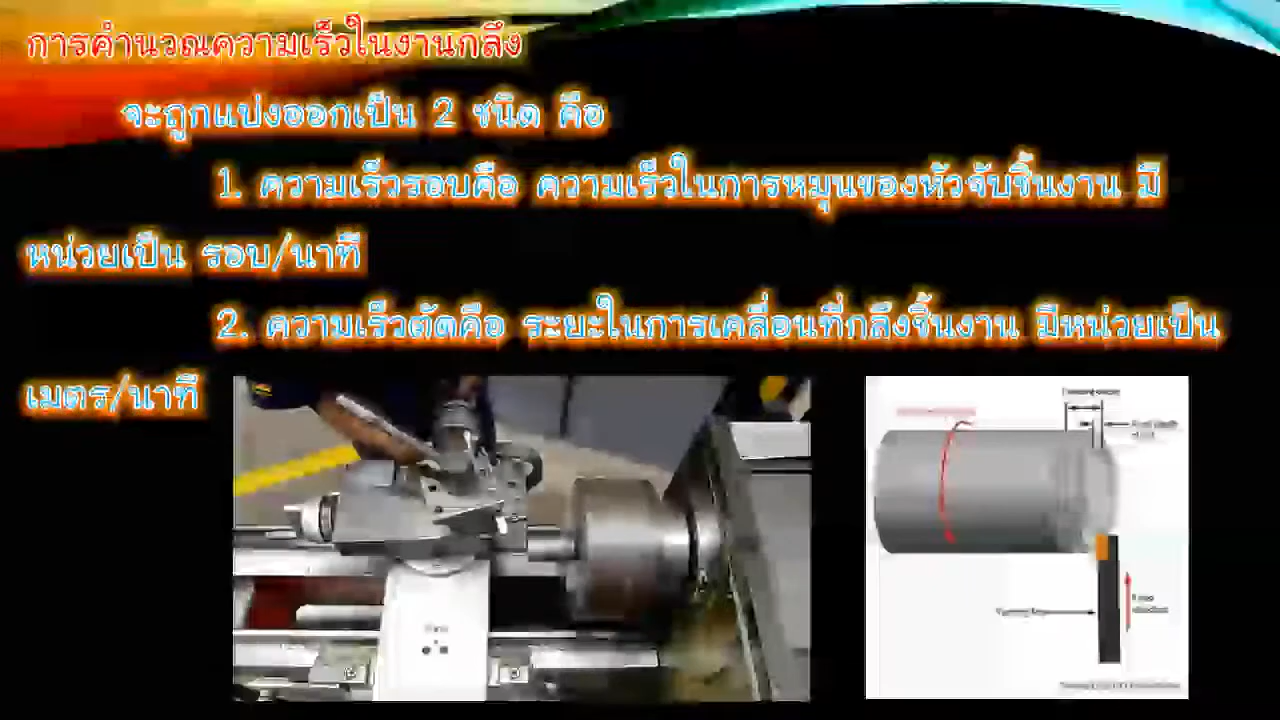 การคำนวณความเร็วในงานกลึง
จะถูกแบ่งออกเป็น 2 ชนิด คือ
1. ความเร็วรอบคือ ความเร็วในการหมุนของหัวจับชิ้นงาน มี
หน่วยเป็น รอบ/นาที
2. ความเร็วตัดคือ ระยะในการเคลื่อนที่กลึงชิ้นงาน มีหน่วยเป็น
เมตร/นาที